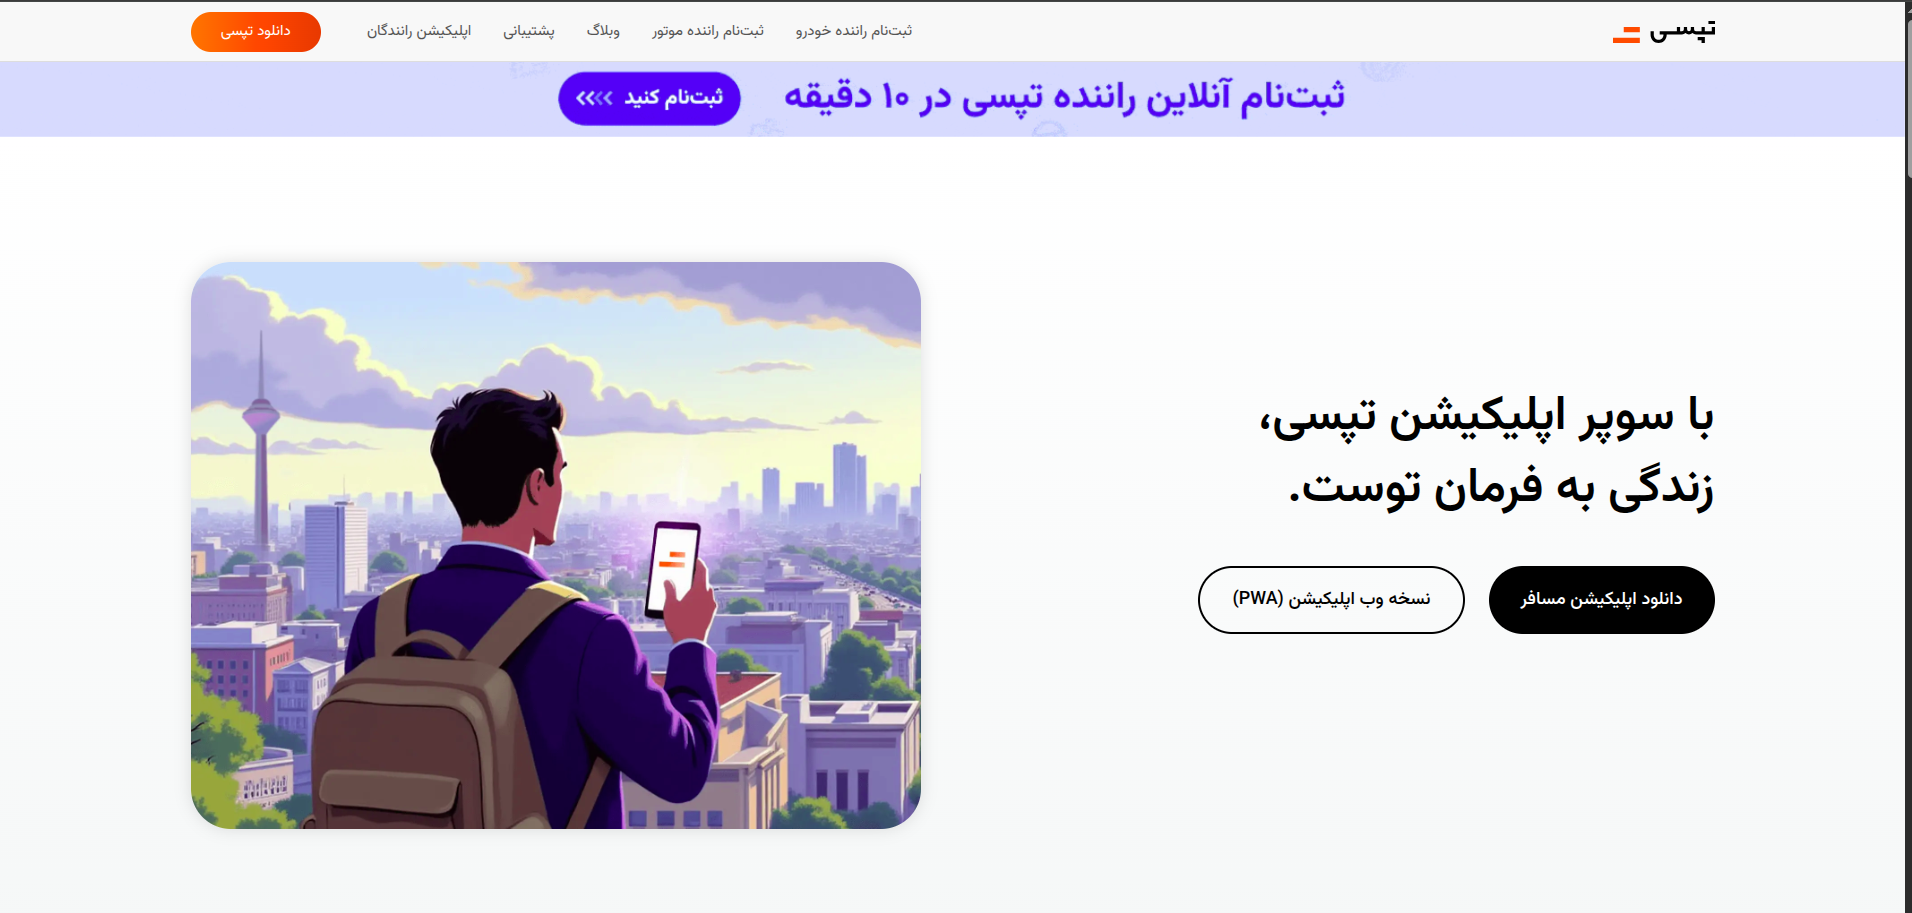 تپسی
ثبت‌نام راننده خودرو
ثبت‌نام راننده موتور
وبلاگ
پشتیبانی
اپلیکیشن رانندگان
دانلود تپسی
ثبت‌نام آنلاین راننده تپسی در ۱۰ دقیقه
ثبت‌نام کنید
با سوپر اپلیکیشن تپسی،
زندگی به فرمان توست.
دانلود اپلیکیشن مسافر
نسخه وب اپلیکیشن (PWA)